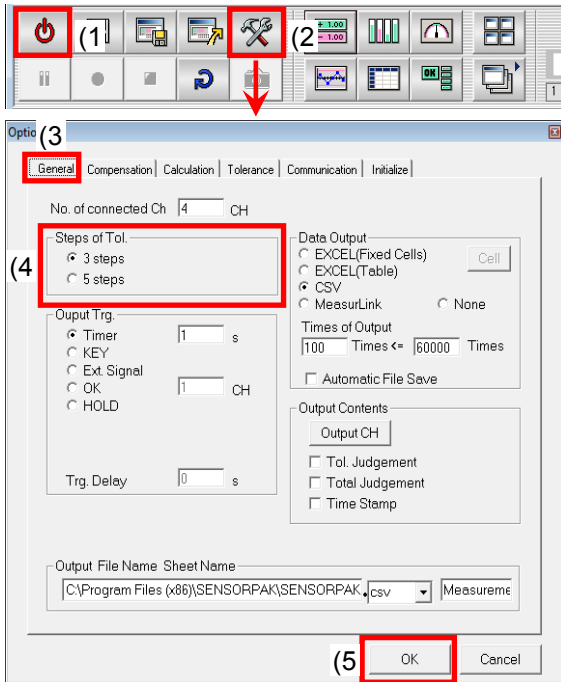 (1)
(2)
+ 1.00
- 1.00
OK
1
(3)
Optio
General Compensation Calculation Tolerance Communication Initialize
No. of connected Ch 4 CH
(4
Steps of Tol.
3 steps
5 steps
Data Output
EXCEL(Fixed Cells)
Cell
EXCEL(Table)
CSV
MeasurLink None
Times of Output
100 Times <= 60000 Times
Automatic File Save
Ouput Trg.
Timer 1 s
KEY
Ext. Signal
OK 1 CH
HOLD
Trg. Delay 0 s
Output Contents
Output CH
Tol. Judgement
Total Judgement
Time Stamp
Output File Name Sheet Name
C:\Program Files (x86)\SENSORPAK\SENSORPAK . csv Measureme
(5
OK Cancel